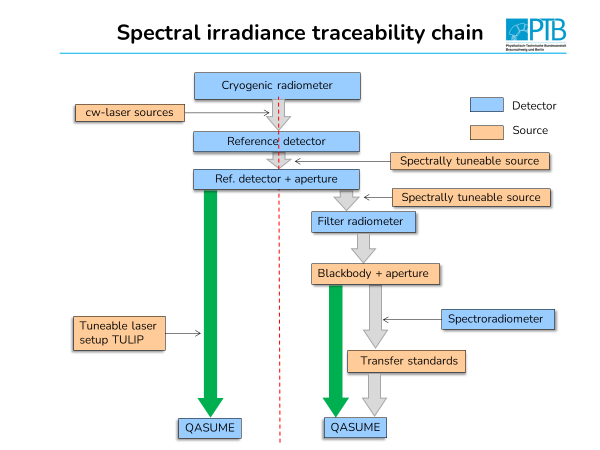 Spectral irradiance traceability chain
PTB
Physikalisch-Technische Bundesanstalt
Braunschweig und Berlin
Cryogenic radiometer
cw-laser sources
Detector
Source
Reference detector
Spectrally tuneable source
Ref. detector + aperture
Spectrally tuneable source
Filter radiometer
Blackbody + aperture
Tuneable laser
setup TULIP
Spectroradiometer
Transfer standards
QASUME
QASUME